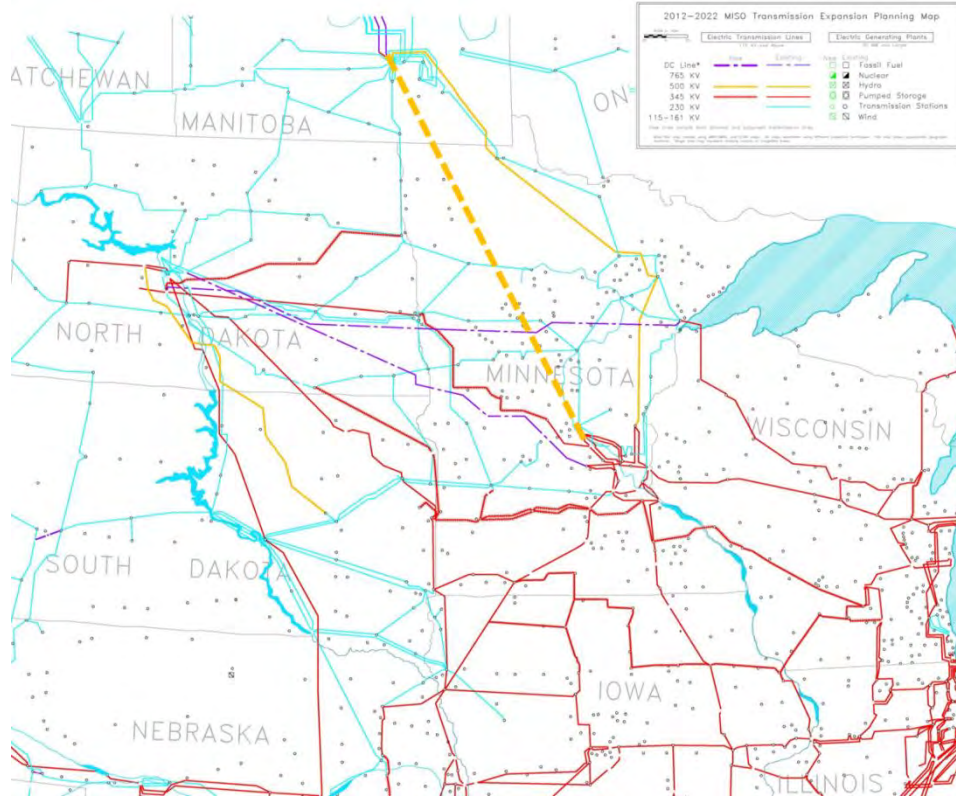 2012-2022 MISO Transmission Expansion Planning Map
Electric Transmission Lines
Electric Generating Plants
New Existing
New Existing
DC Line*
765 KV
500 KV
345 KV
230 KV
115-161 KV
Fossil Fuel
Nuclear
Hydro
Pumped Storage
Transmission Stations
Wind
ATCHEWAN
MANITOBA
ONT
NORTH DAKOTA
MINNESOTA
WISCONSIN
SOUTH DAKOTA
IOWA
NEBRASKA
ILLINOIS